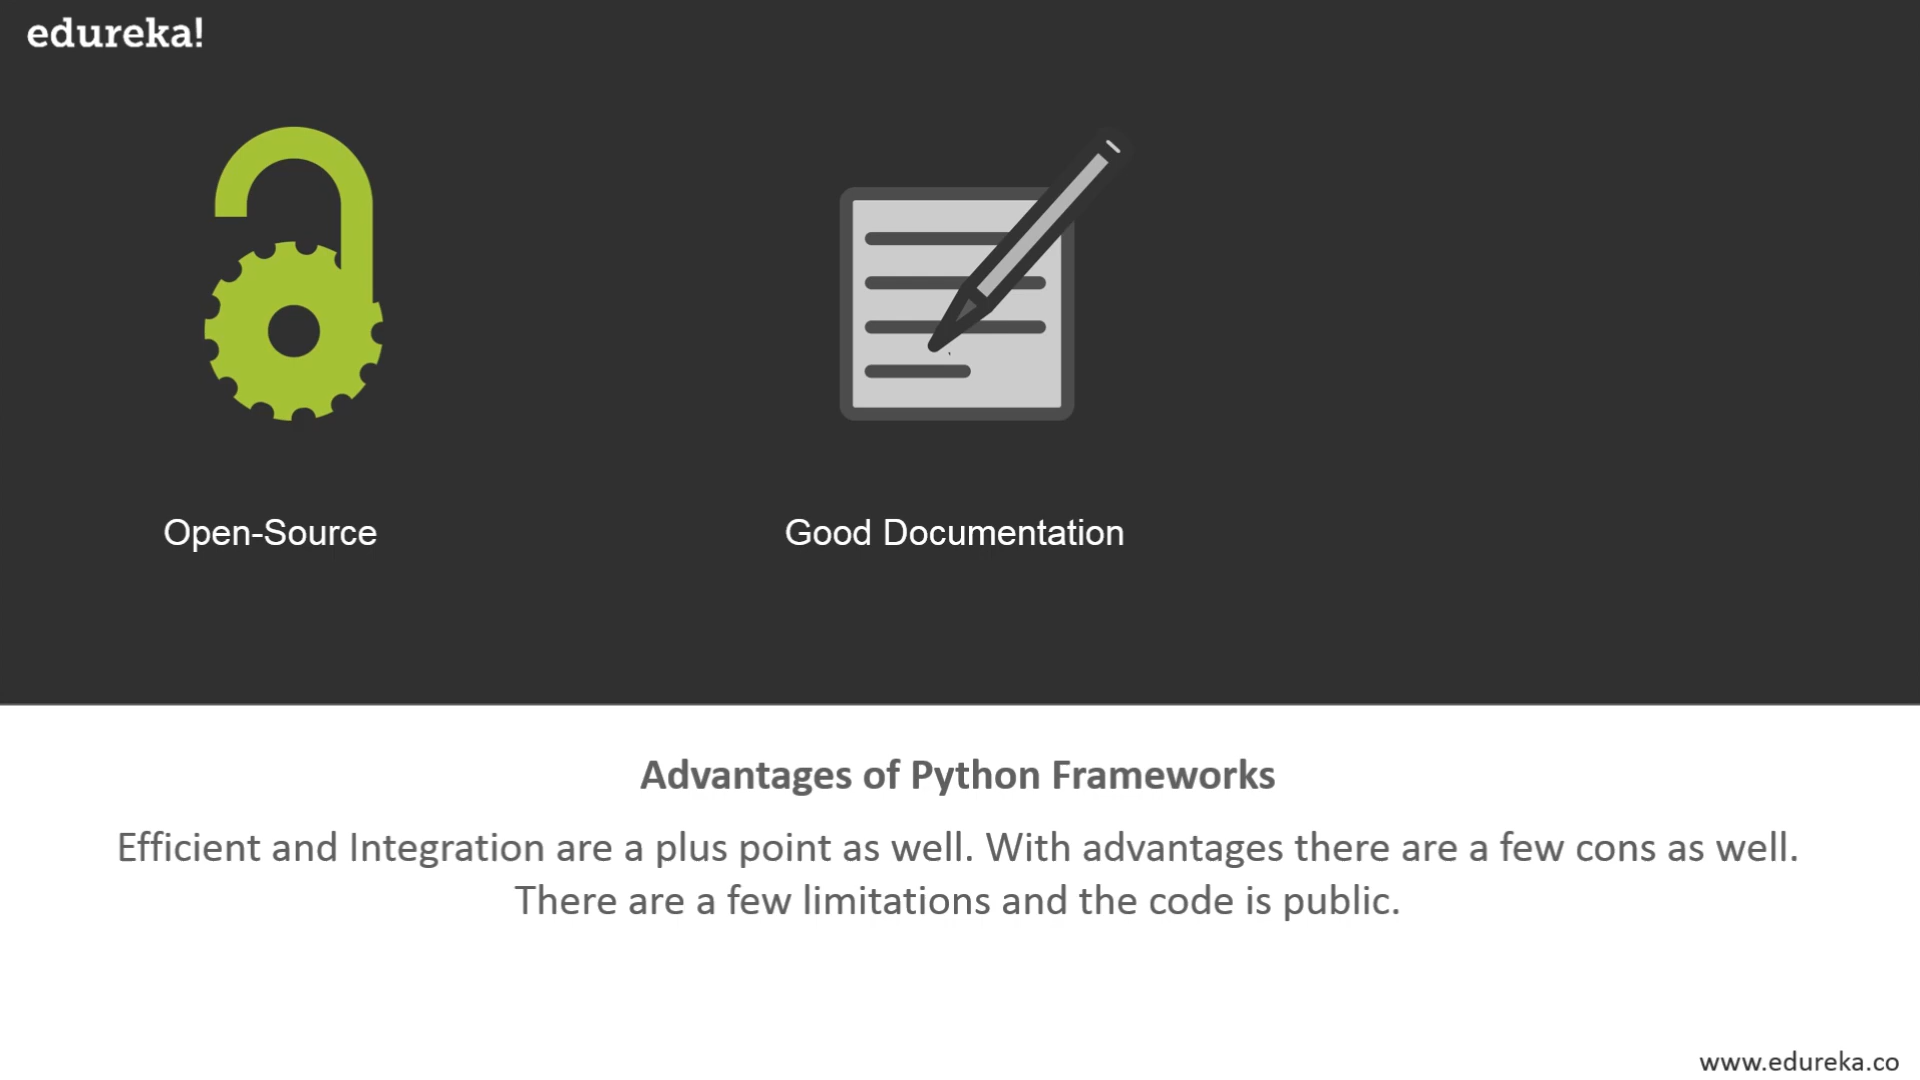 edureka!
Open-Source
Good Documentation
Advantages of Python Frameworks
Efficient and Integration are a plus point as well. With advantages there are a few cons as well.
There are a few limitations and the code is public.
www.edureka.co